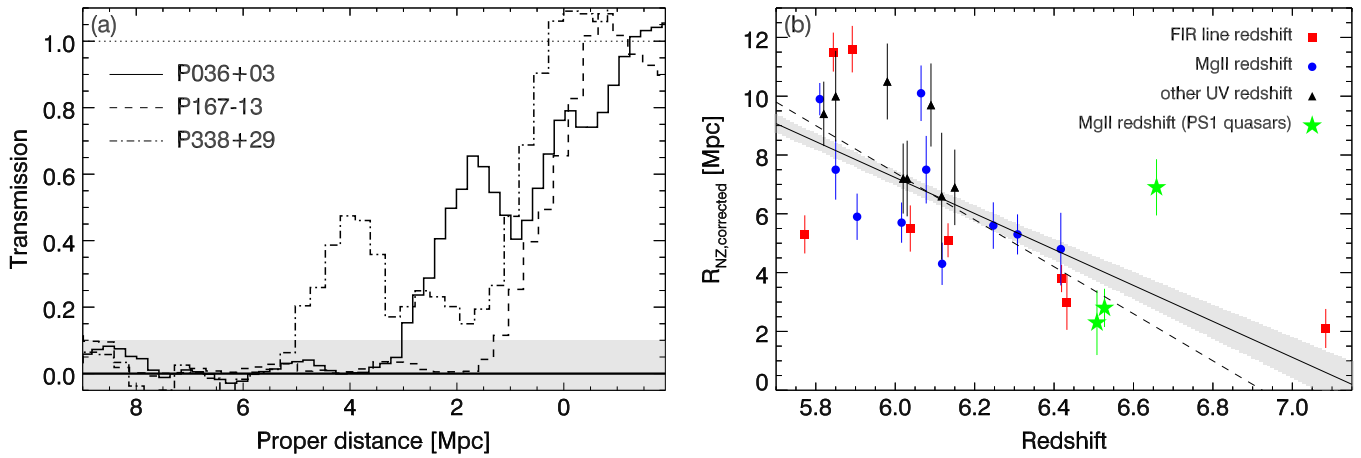 (a)
P036+03
P167-13
P338+29
Transmission
1.0
0.8
0.6
0.4
0.2
0.0
8
6
4
2
0
Proper distance [Mpc]
(b)
FIR line redshift
MgII redshift
other UV redshift
MgII redshift (PS1 quasars)
R_NZ,corrected [Mpc]
12
10
8
6
4
2
0
5.8
6.0
6.2
6.4
6.6
6.8
7.0
Redshift